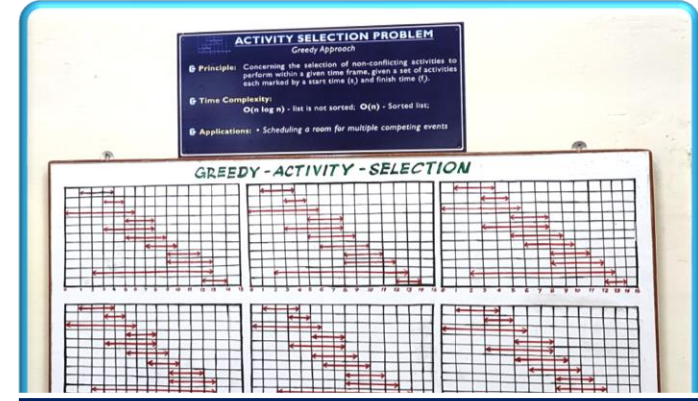 ACTIVITY SELECTION PROBLEM
Greedy Approach
Principle: Concerning the selection of non-conflicting activities to
perform within a given time frame, given a set of activities
each marked by a start time (sᵢ) and finish time (fᵢ).
Time Complexity:
O(n log n) - list is not sorted; O(n) - Sorted list;
Applications: • Scheduling a room for multiple competing events
GREEDY - ACTIVITY - SELECTION